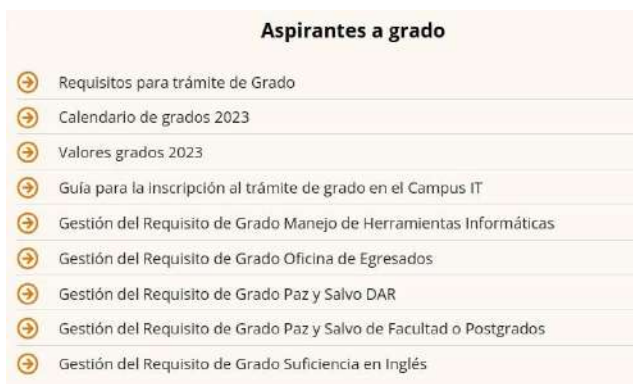 Aspirantes a grado
Requisitos para trámite de Grado
Calendario de grados 2023
Valores grados 2023
Guía para la inscripción al trámite de grado en el Campus IT
Gestión del Requisito de Grado Manejo de Herramientas Informáticas
Gestión del Requisito de Grado Oficina de Egresados
Gestión del Requisito de Grado Paz y Salvo DAR
Gestión del Requisito de Grado Paz y Salvo de Facultad o Postgrados
Gestión del Requisito de Grado Suficiencia en Inglés